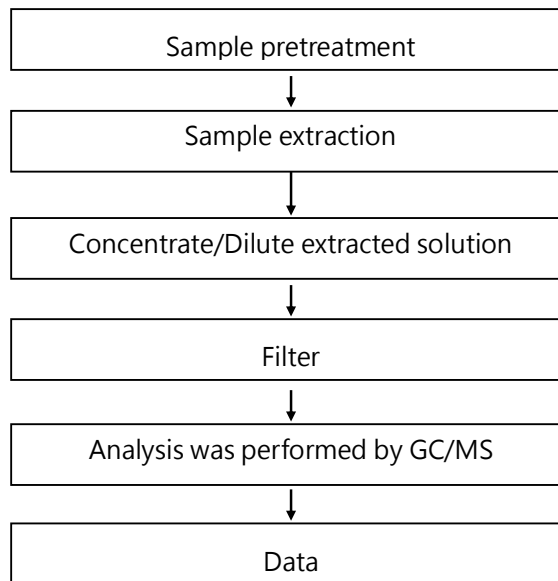 Sample pretreatment
Sample extraction
Concentrate/Dilute extracted solution
Filter
Analysis was performed by GC/MS
Data